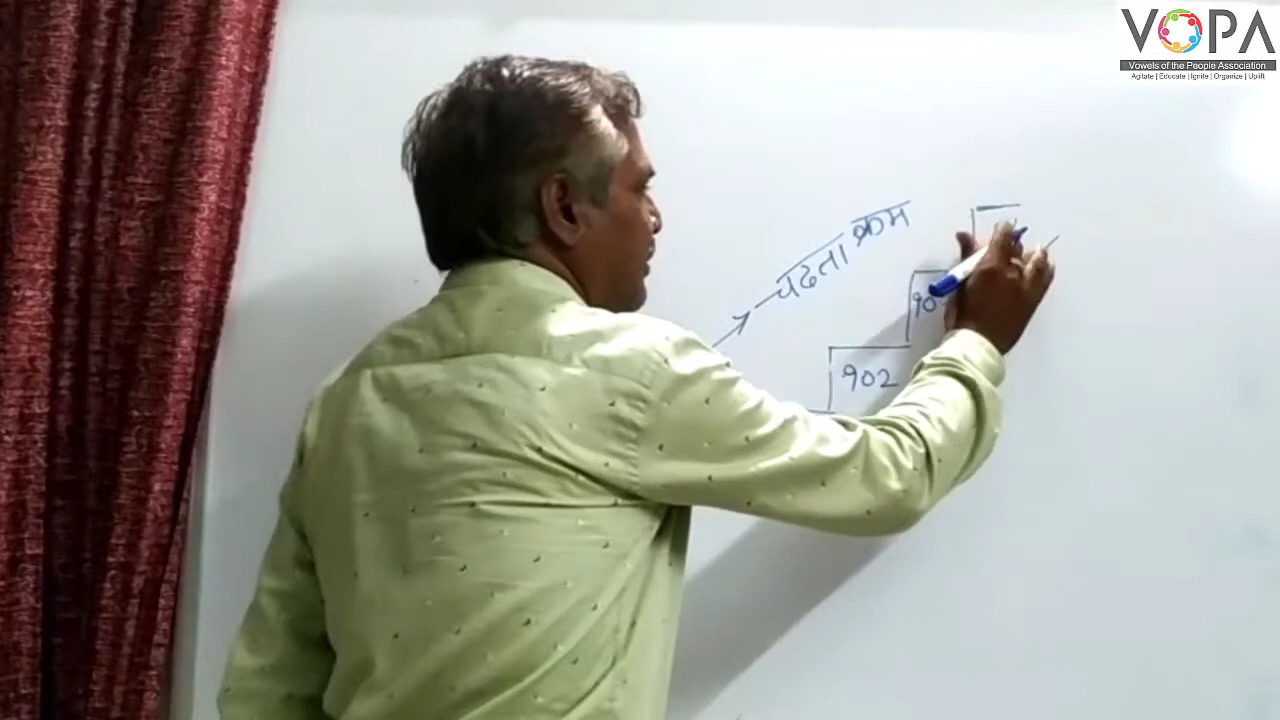 VOPA
Vowels of the People Association
Agitate | Educate | Ignite | Organize | Uplift
चढता क्रम
१०२